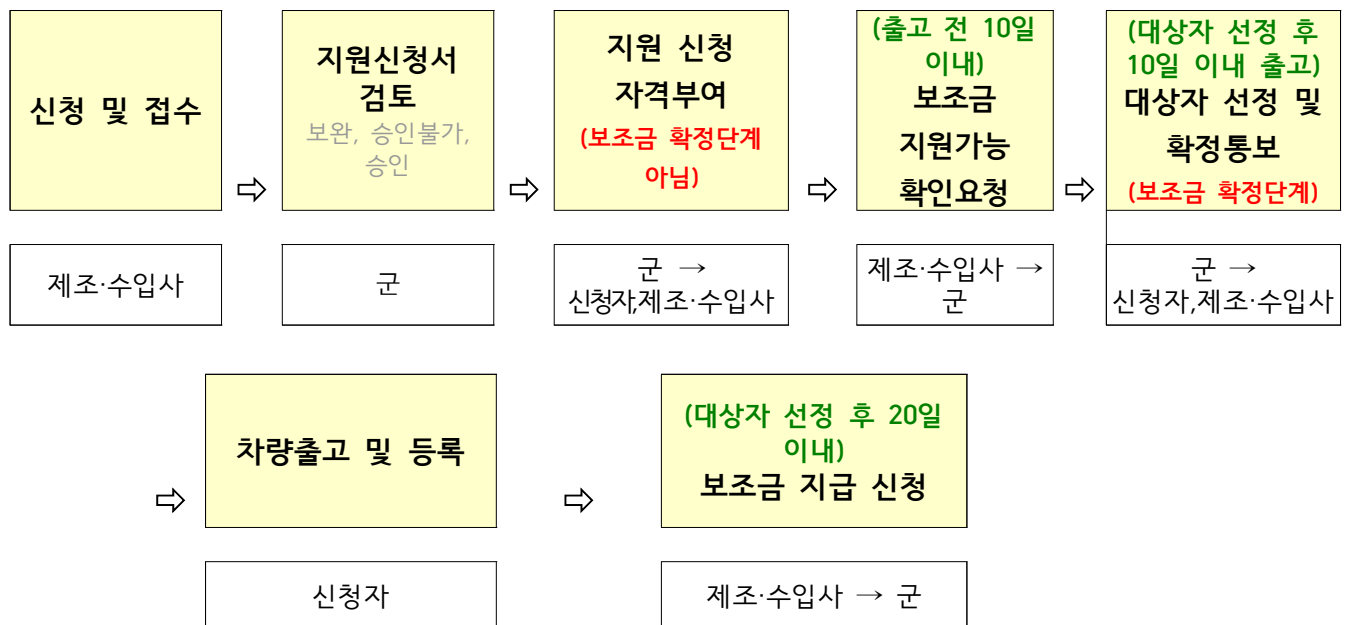 신청 및 접수
지원신청서
검토
보완, 승인불가,
승인
지원 신청
자격부여
(보조금 확정단계
아님)
(출고 전 10일
이내)
보조금
지원가능
확인요청
(대상자 선정 후
10일 이내 출고)
대상자 선정 및
확정통보
(보조금 확정단계)
⇨
⇨
⇨
⇨
제조·수입사
군
군 →
신청자,제조·수입사
제조·수입사 →
군
군 →
신청자,제조·수입사
⇨
차량출고 및 등록
⇨
(대상자 선정 후 20일
이내)
보조금 지급 신청
신청자
제조·수입사 → 군